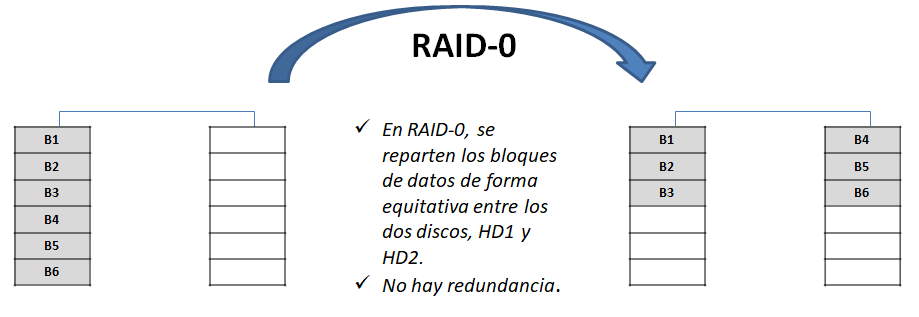 RAID-0
B1
B2
B3
B4
B5
B6
✓ En RAID-0, se
reparten los bloques
de datos de forma
equitativa entre los
dos discos, HD1 y
HD2.
✓ No hay redundancia.
B1
B2
B3
B4
B5
B6